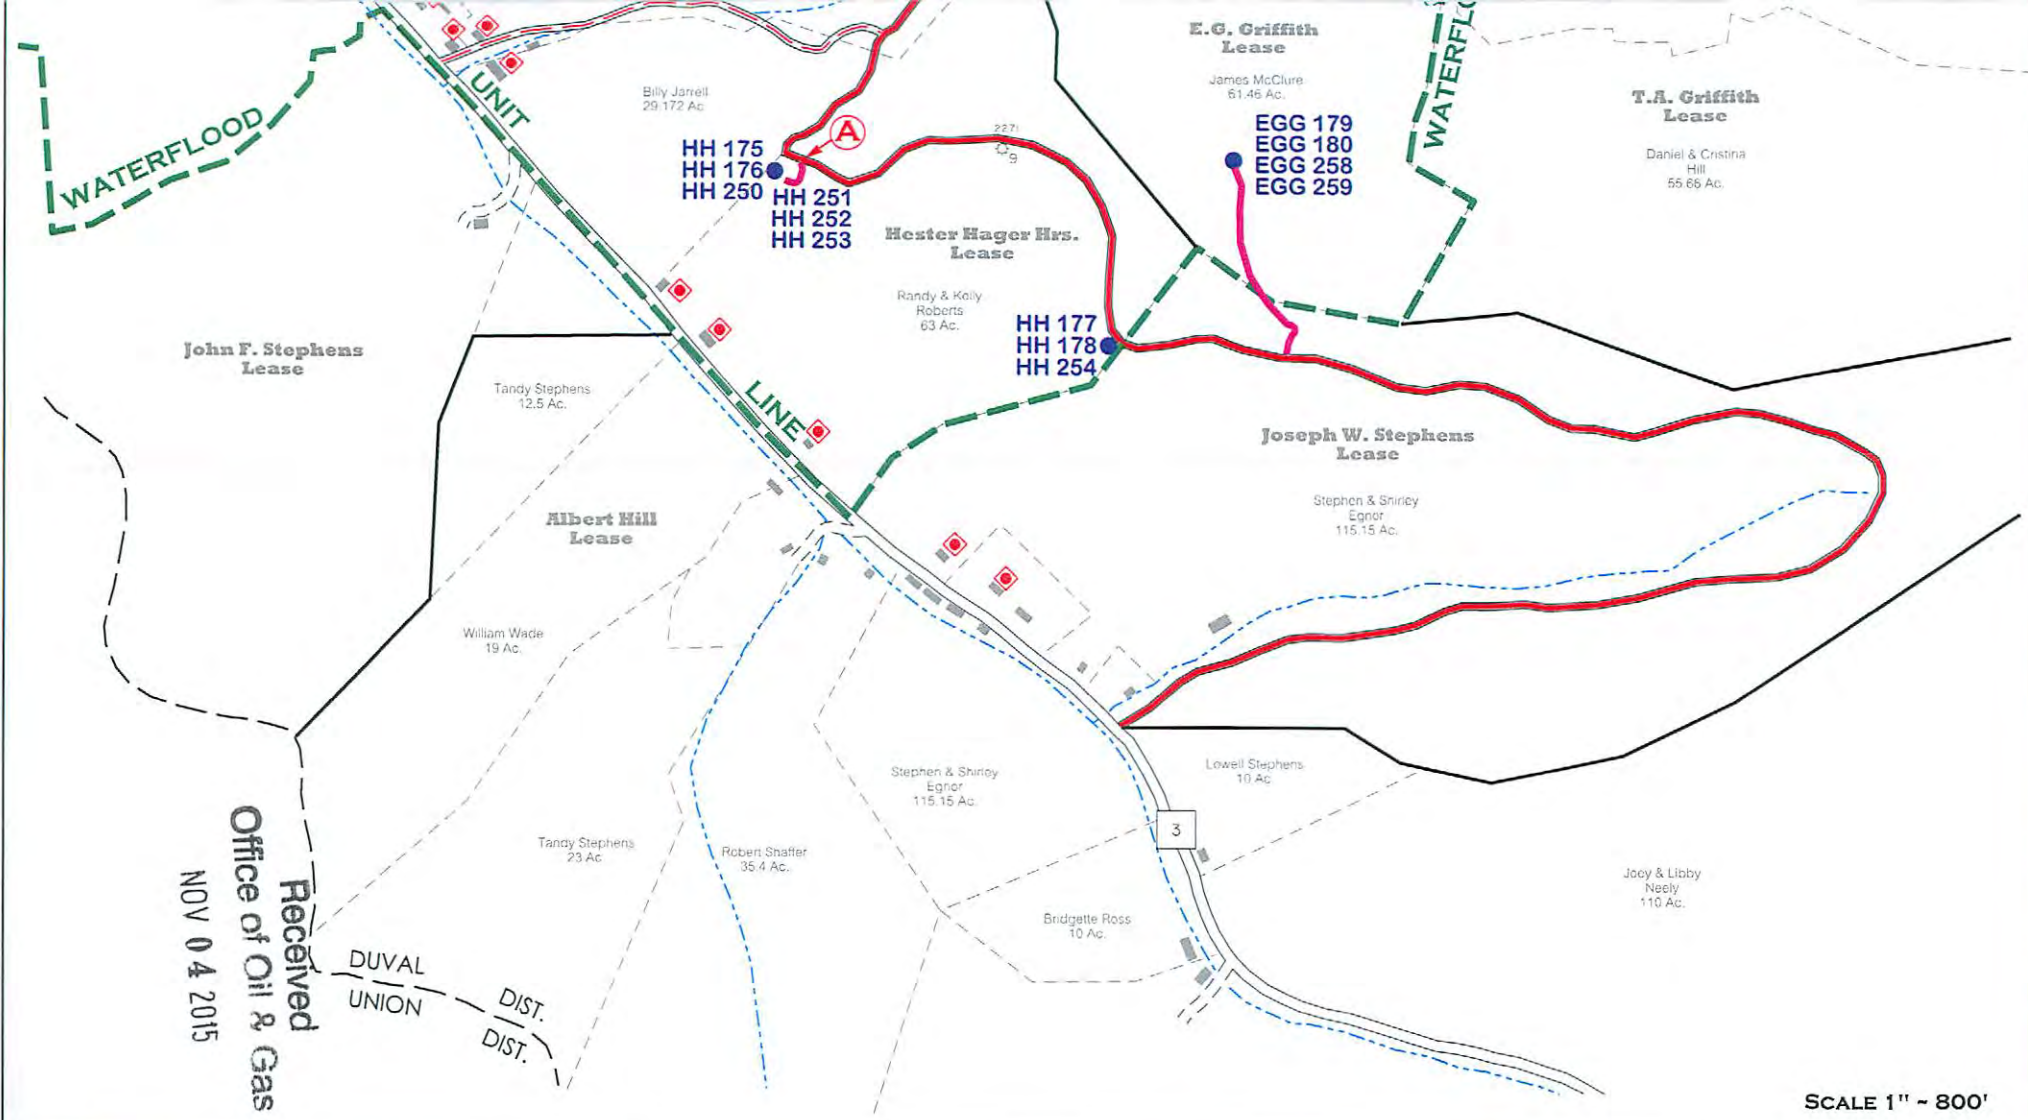 E.G. Griffith
Lease
James McClure
61.46 Ac.
WATERFLO
T.A. Griffith
Lease
Daniel & Cristina
Hill
55.66 Ac.
WATERFLOOD
UNIT
LINE
Billy Jarrell
29.172 Ac
A
2271
9
HH 175
HH 176
HH 250
HH 251
HH 252
HH 253
EGG 179
EGG 180
EGG 258
EGG 259
Hester Hager Hrs.
Lease
Randy & Kelly
Roberts
63 Ac.
HH 177
HH 178
HH 254
John F. Stephens
Lease
Tandy Stephens
12.5 Ac.
Albert Hill
Lease
Joseph W. Stephens
Lease
Stephen & Shirley
Egnor
115.15 Ac.
William Wade
19 Ac.
Tandy Stephens
23 Ac
Robert Shaffer
35.4 Ac.
Stephen & Shirley
Egnor
115.15 Ac.
Lowell Stephens
10 Ac
3
Bridgette Ross
10 Ac.
Joey & Libby
Neely
110 Ac.
Received
Office of Oil & Gas
NOV 04 2015
DUVAL DIST.
UNION DIST.
SCALE 1" ~ 800'